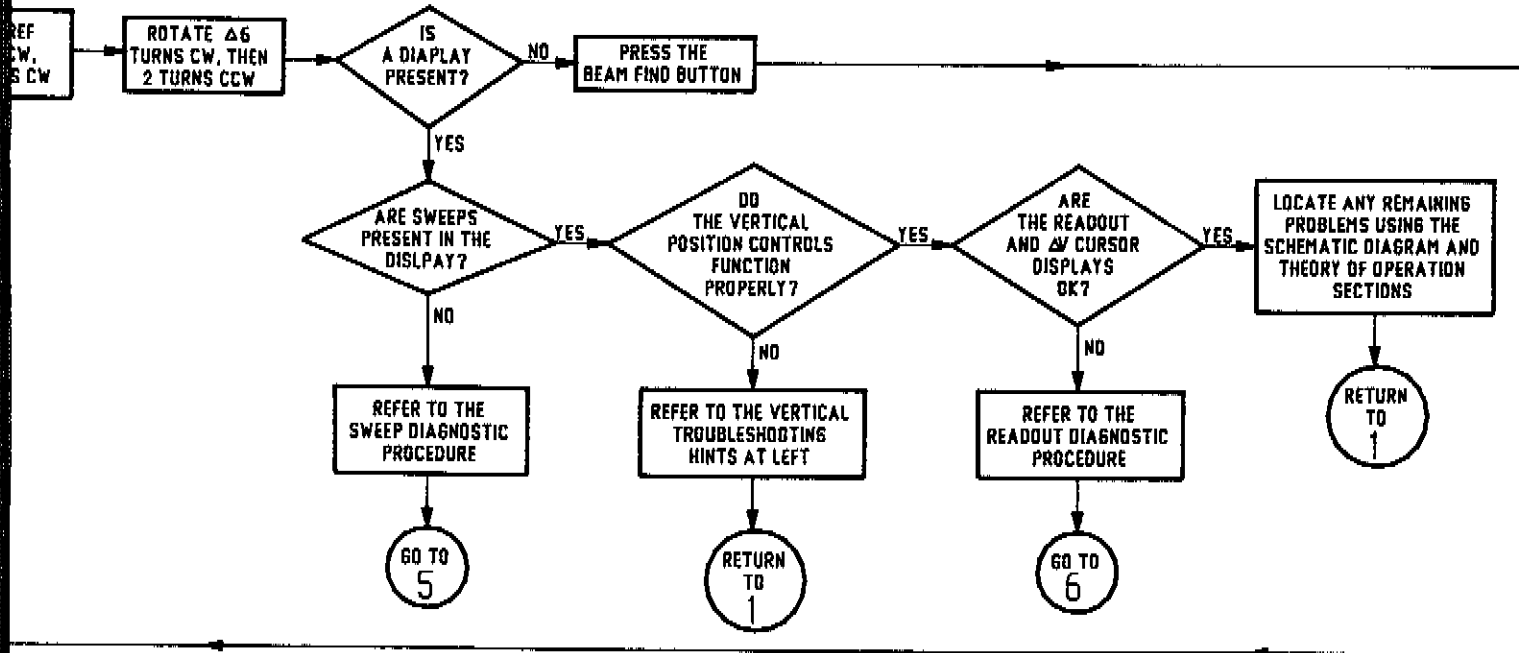 REF
CW,
S CW
ROTATE Δ6
TURNS CW, THEN
2 TURNS CCW
IS
A DIAPLAY
PRESENT?
NO
PRESS THE
BEAM FIND BUTTON
YES
ARE SWEEPS
PRESENT IN THE
DISLPAY?
YES
DO
THE VERTICAL
POSITION CONTROLS
FUNCTION
PROPERLY?
YES
ARE
THE READOUT
AND ΔV CURSOR
DISPLAYS
OK?
YES
LOCATE ANY REMAINING
PROBLEMS USING THE
SCHEMATIC DIAGRAM AND
THEORY OF OPERATION
SECTIONS
NO
NO
NO
REFER TO THE
SWEEP DIAGNOSTIC
PROCEDURE
REFER TO THE VERTICAL
TROUBLESHOOTING
HINTS AT LEFT
REFER TO THE
READOUT DIAGNOSTIC
PROCEDURE
RETURN
TO
1
GO TO
5
RETURN
TO
1
GO TO
6